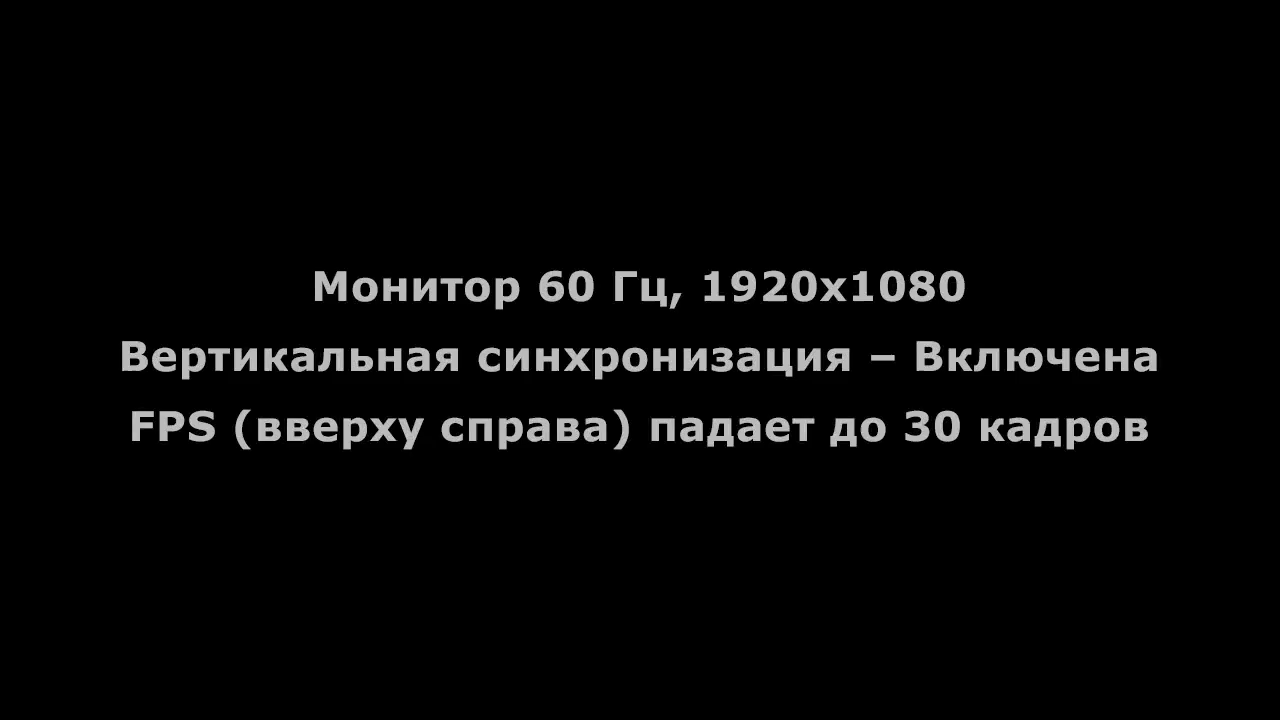 Монитор 60 Гц, 1920x1080
Вертикальная синхронизация – Включена
FPS (вверху справа) падает до 30 кадров